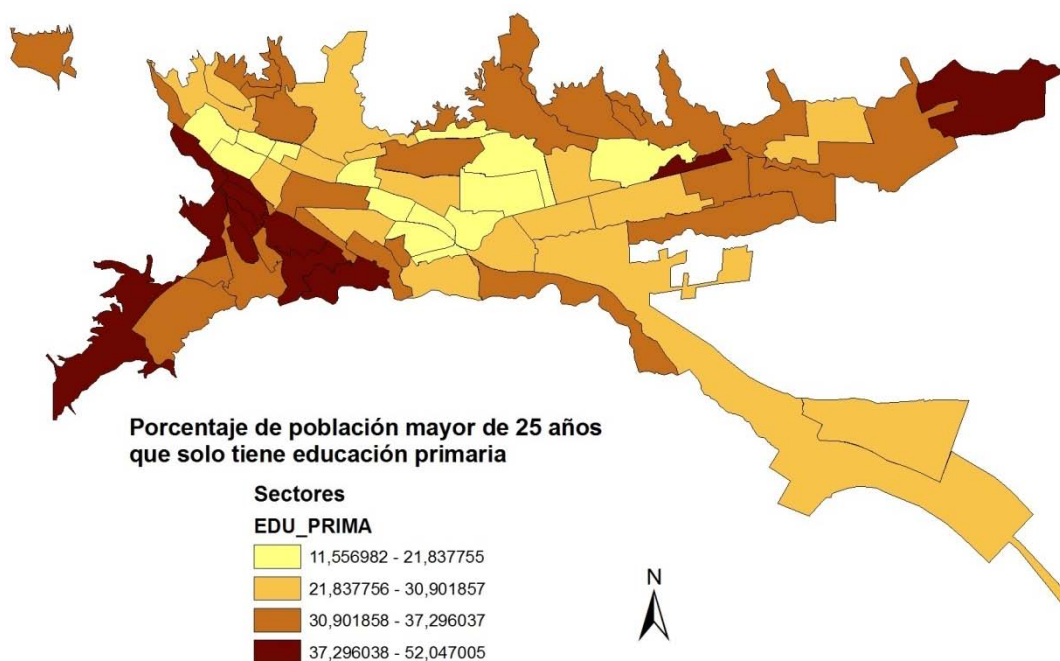 Porcentaje de población mayor de 25 años
que solo tiene educación primaria
Sectores
EDU_PRIMA
11,556982 - 21,837755
21,837756 - 30,901857
30,901858 - 37,296037
37,296038 - 52,047005
N